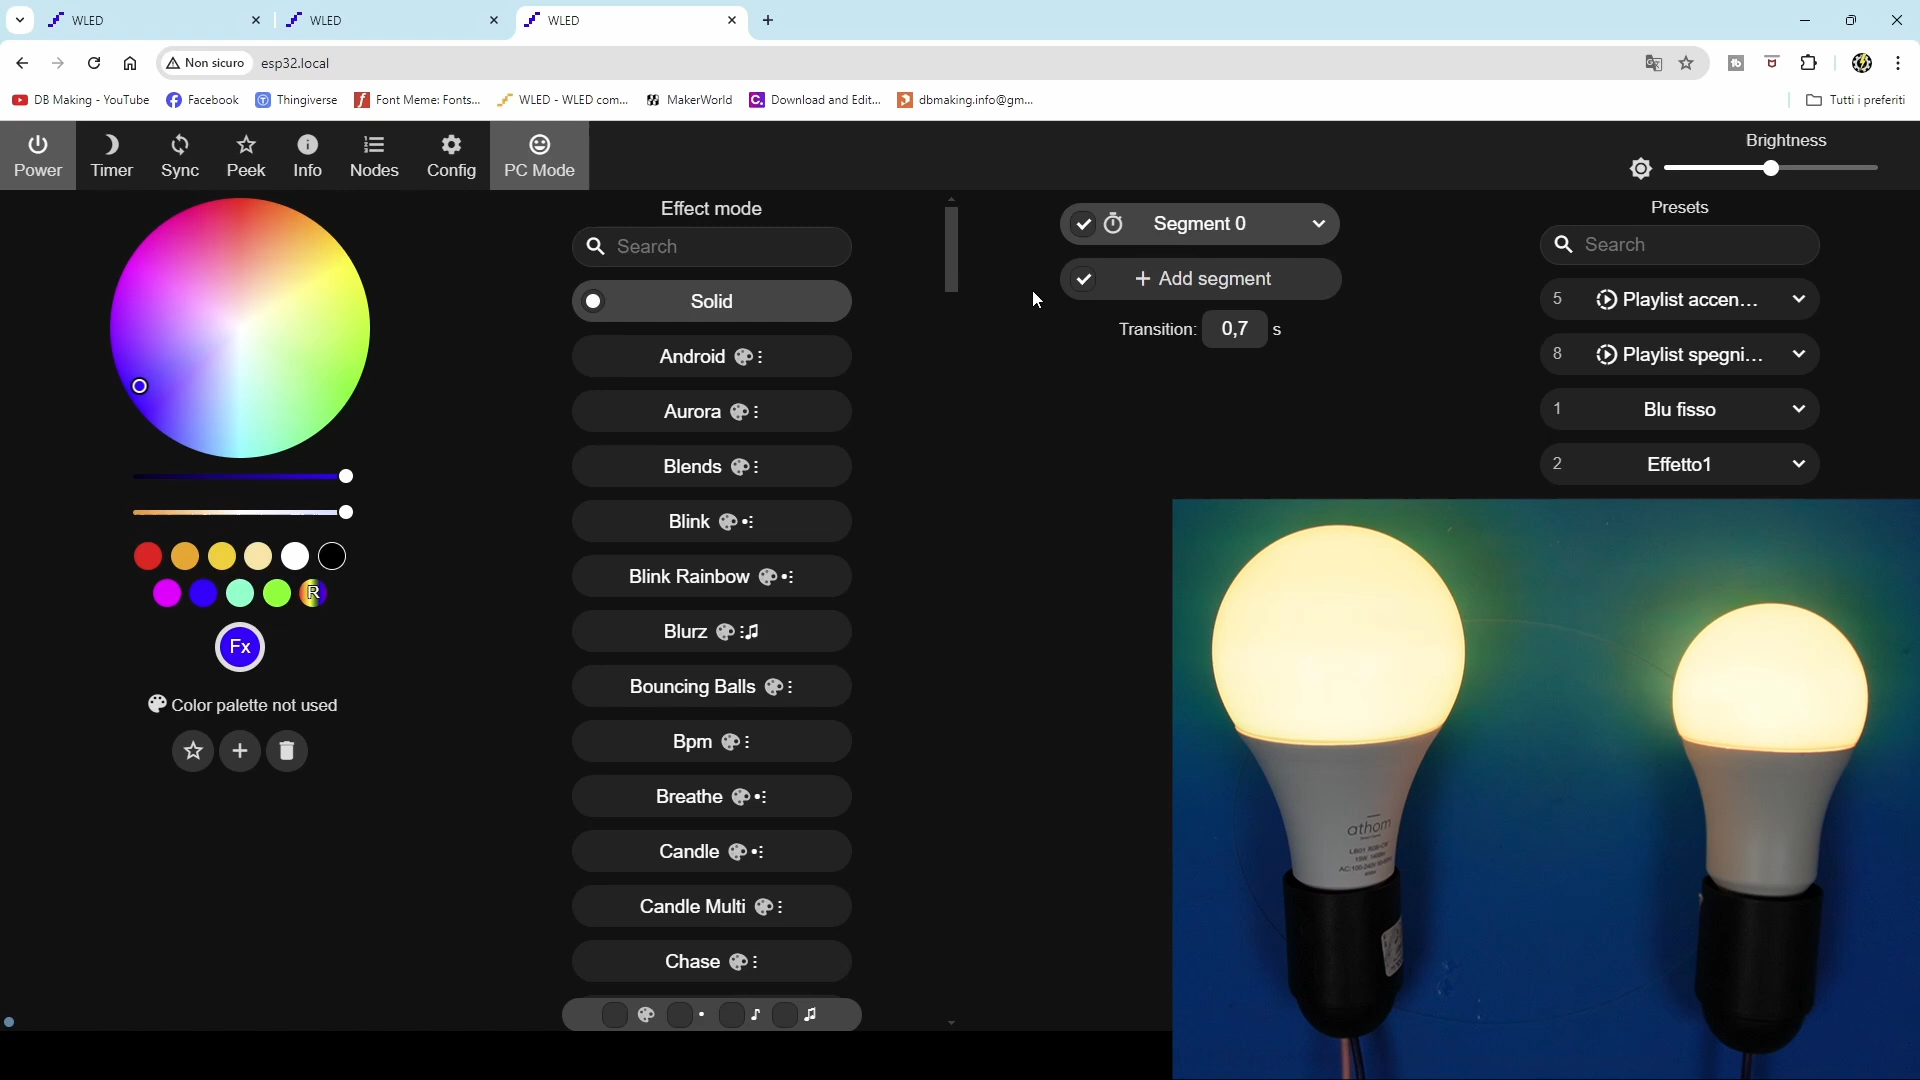 WLED
WLED
WLED
Non sicuro
esp32.local
DB Making - YouTube
Facebook
Thingiverse
Font Meme: Fonts...
WLED - WLED com...
MakerWorld
Download and Edit...
dbmaking.info@gm...
Tutti i preferiti
Power
Timer
Sync
Peek
Info
Nodes
Config
PC Mode
Brightness
Fx
R
Color palette not used
Effect mode
Search
Solid
Android
Aurora
Blends
Blink
Blink Rainbow
Blurz
Bouncing Balls
Bpm
Breathe
Candle
Candle Multi
Chase
Segment 0
+ Add segment
Transition: 0,7 s
Presets
Search
5 Playlist accen...
8 Playlist spegni...
1 Blu fisso
2 Effetto1
athom